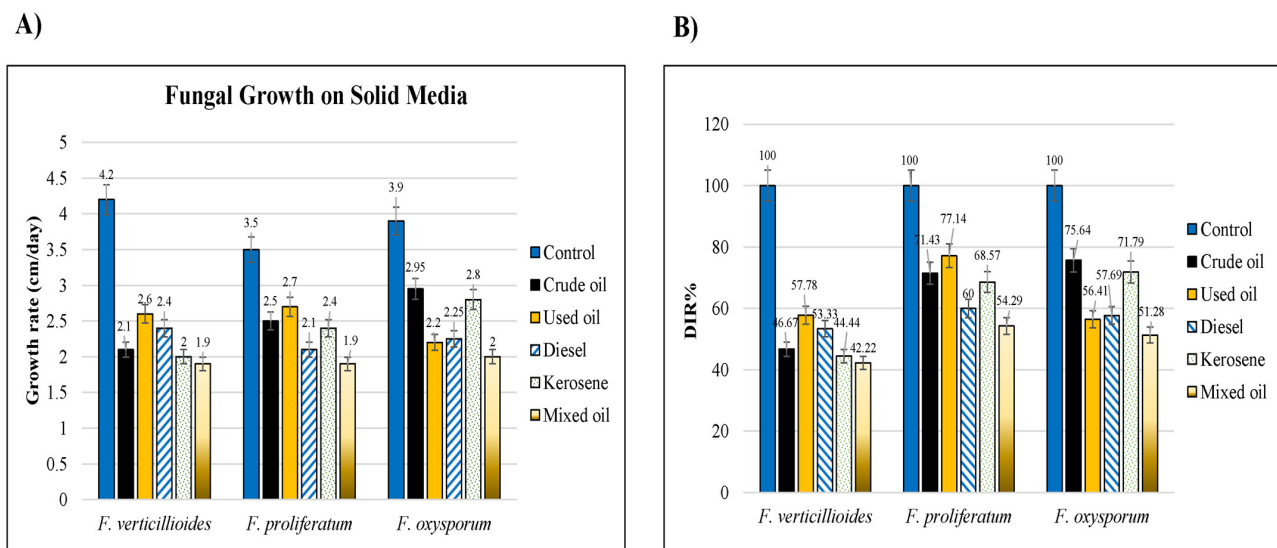 A)
Fungal Growth on Solid Media
Growth rate (cm/day)
5
4.5
4
3.5
3
2.5
2
1.5
1
0.5
0
4.2
2.1
2.6
2.4
2
1.9
3.5
2.5
2.7
2.1
2.4
1.9
3.9
2.95
2.2
2.25
2.8
2
F. verticillioides
F. proliferatum
F. oxysporum
Control
Crude oil
Used oil
Diesel
Kerosene
Mixed oil
B)
DIR%
120
100
80
60
40
20
0
100
46.67
57.78
53.33
44.44
42.22
100
71.43
77.14
60
68.57
54.29
100
75.64
56.41
57.69
71.79
51.28
F. verticillioides
F. proliferatum
F. oxysporum
Control
Crude oil
Used oil
Diesel
Kerosene
Mixed oil